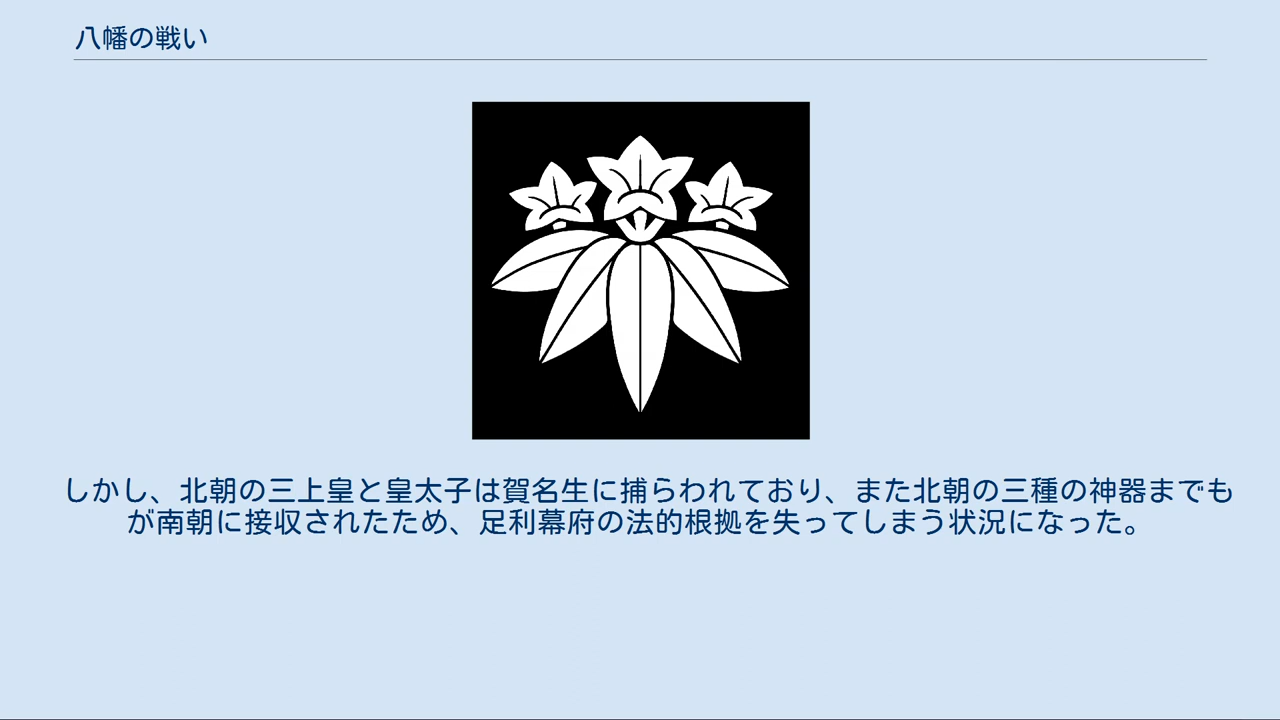 八幡の戦い
しかし、北朝の三上皇と皇太子は賀名生に捕らわれており、また北朝の三種の神器までも
が南朝に接収されたため、足利幕府の法的根拠を失ってしまう状況になった。